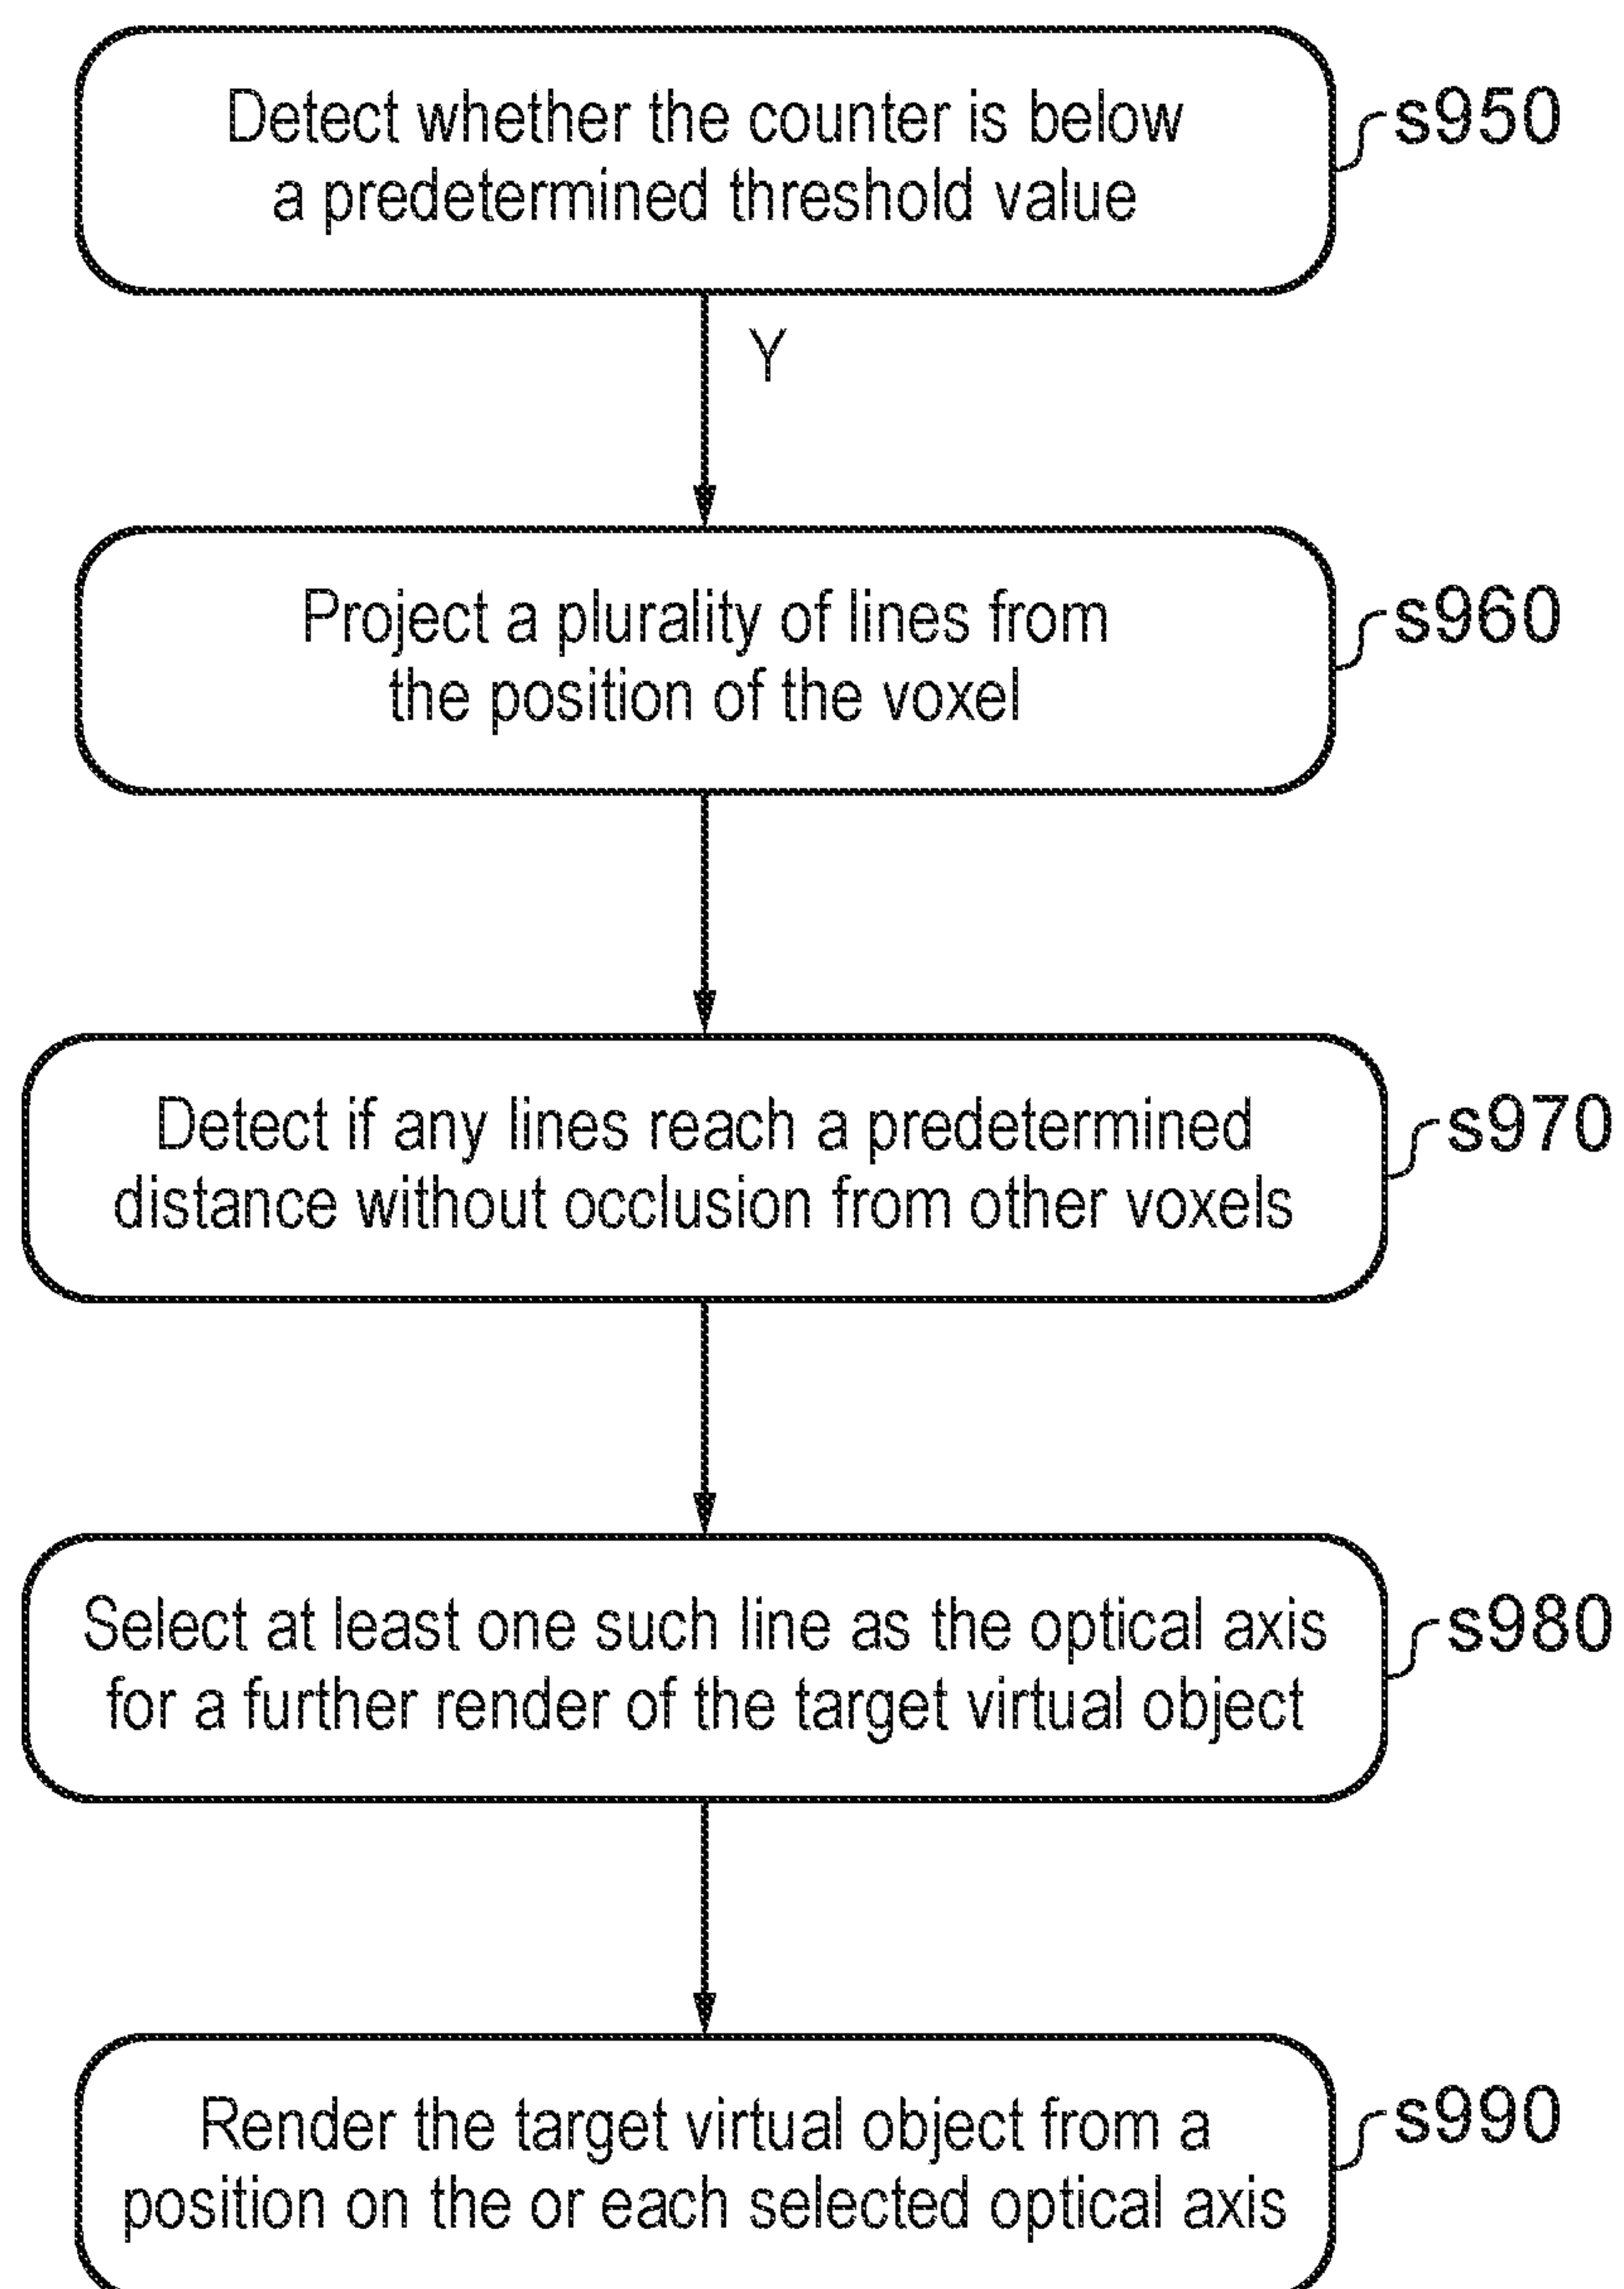 Detect whether the counter is below
a predetermined threshold value
s950
Y
Project a plurality of lines from
the position of the voxel
s960
Detect if any lines reach a predetermined
distance without occlusion from other voxels
s970
Select at least one such line as the optical axis
for a further render of the target virtual object
s980
Render the target virtual object from a
position on the or each selected optical axis
s990